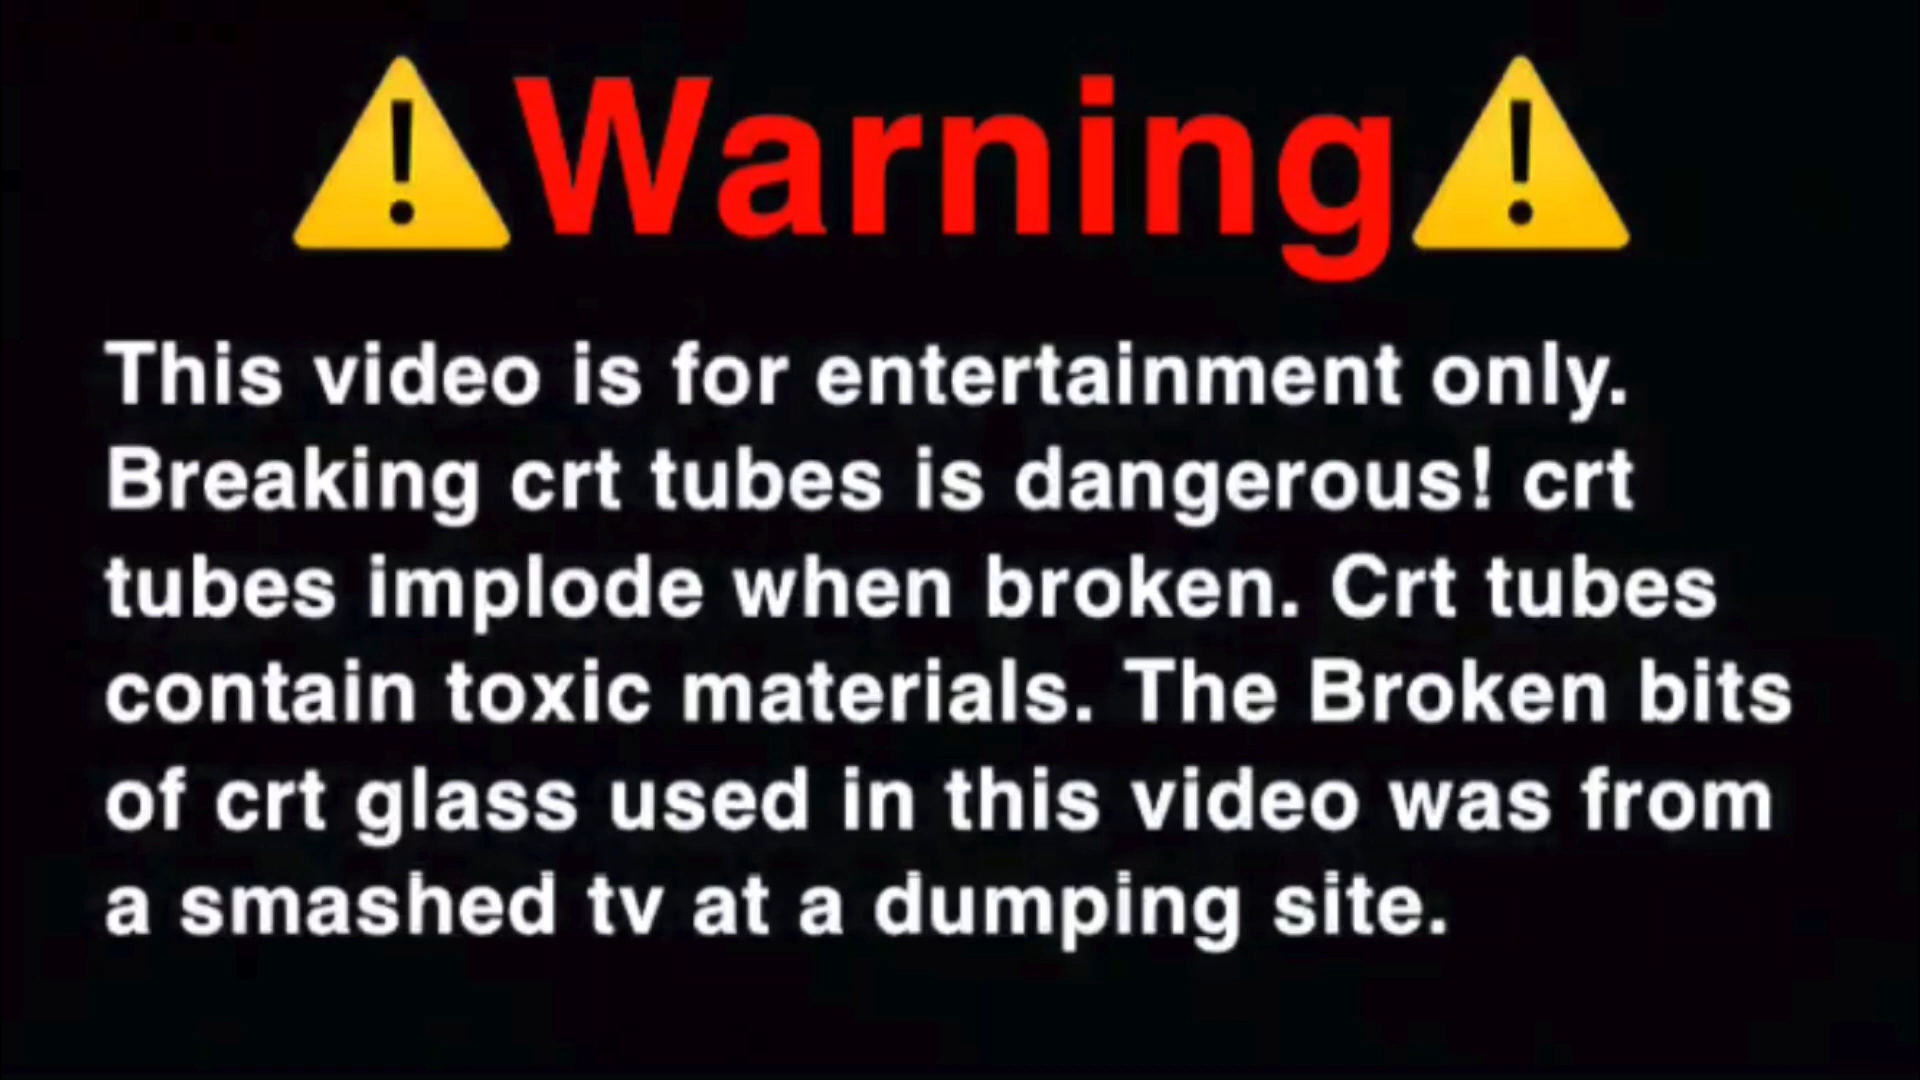 ⚠Warning⚠
This video is for entertainment only.
Breaking crt tubes is dangerous! crt
tubes implode when broken. Crt tubes
contain toxic materials. The Broken bits
of crt glass used in this video was from
a smashed tv at a dumping site.